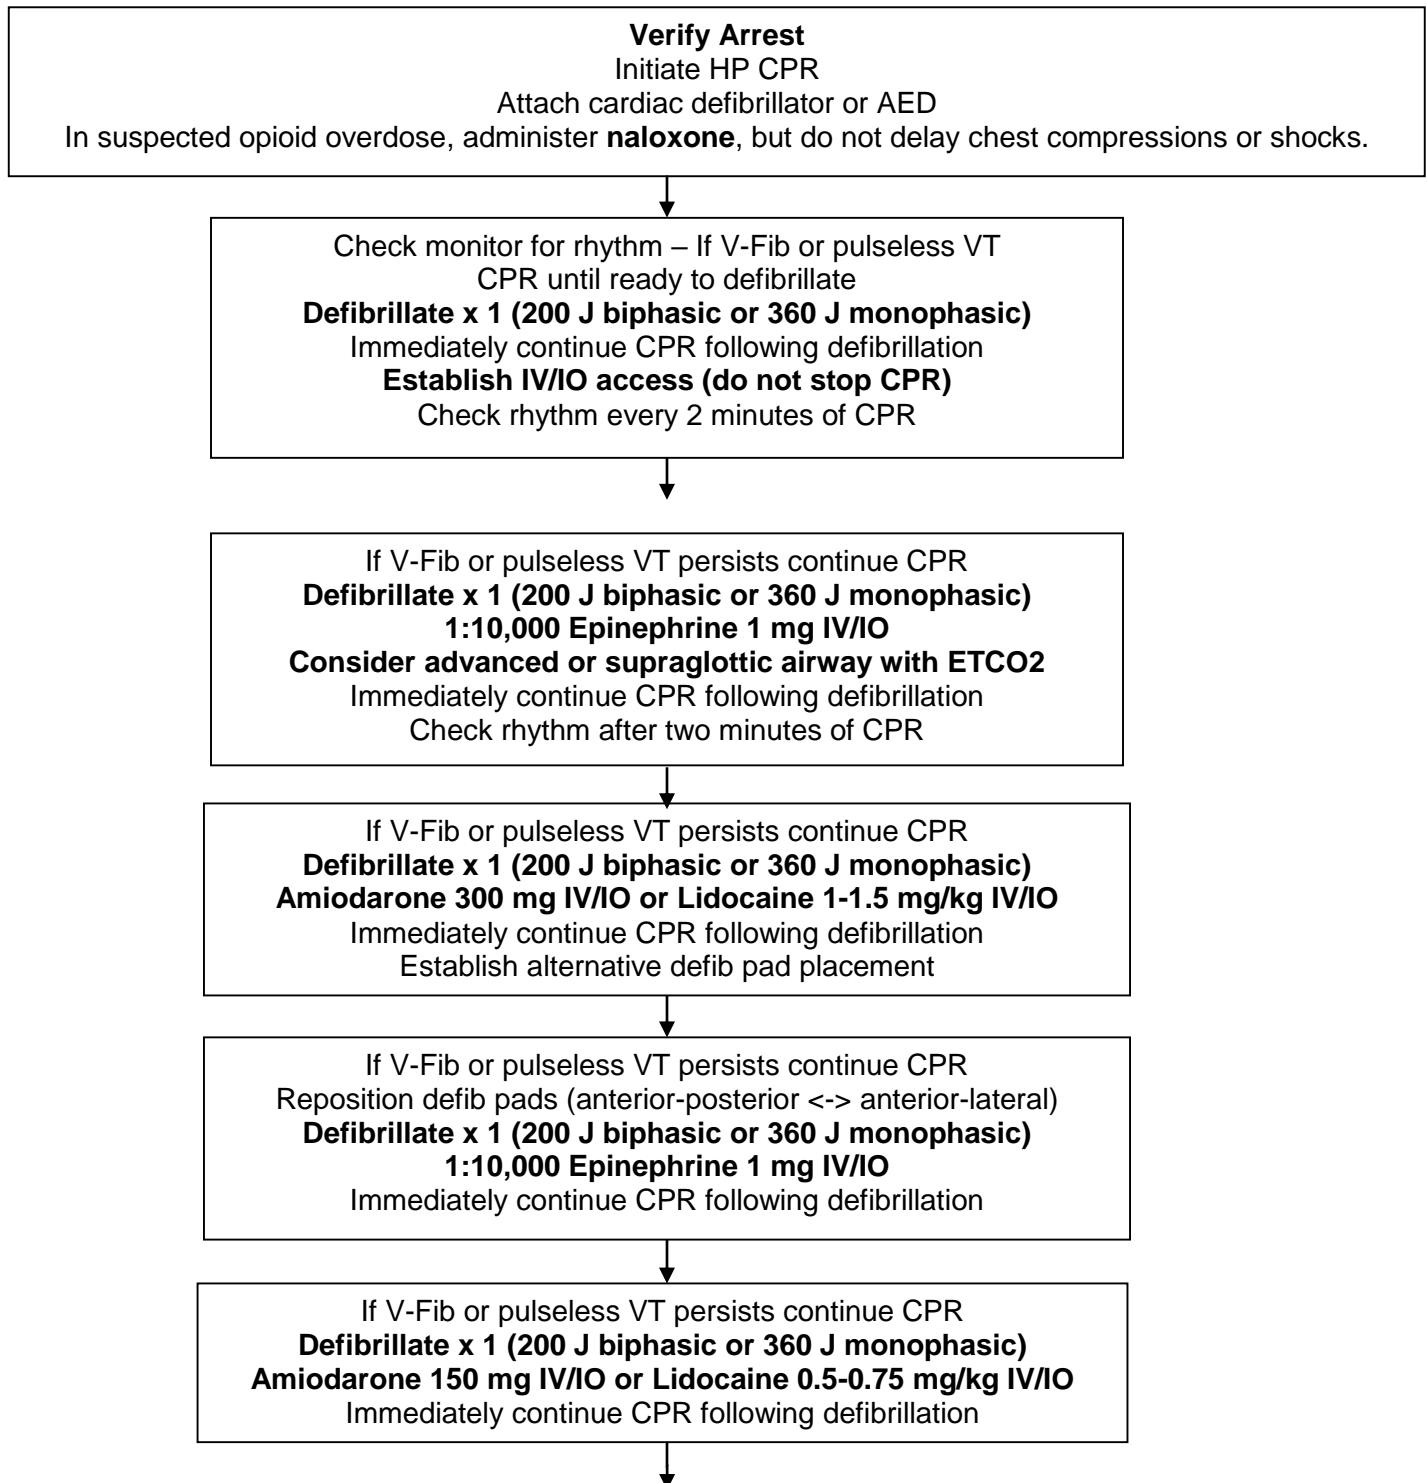 Verify Arrest
Initiate HP CPR
Attach cardiac defibrillator or AED
In suspected opioid overdose, administer naloxone, but do not delay chest compressions or shocks.
Check monitor for rhythm – If V-Fib or pulseless VT
CPR until ready to defibrillate
Defibrillate x 1 (200 J biphasic or 360 J monophasic)
Immediately continue CPR following defibrillation
Establish IV/IO access (do not stop CPR)
Check rhythm every 2 minutes of CPR
If V-Fib or pulseless VT persists continue CPR
Defibrillate x 1 (200 J biphasic or 360 J monophasic)
1:10,000 Epinephrine 1 mg IV/IO
Consider advanced or supraglottic airway with ETCO2
Immediately continue CPR following defibrillation
Check rhythm after two minutes of CPR
If V-Fib or pulseless VT persists continue CPR
Defibrillate x 1 (200 J biphasic or 360 J monophasic)
Amiodarone 300 mg IV/IO or Lidocaine 1-1.5 mg/kg IV/IO
Immediately continue CPR following defibrillation
Establish alternative defib pad placement
If V-Fib or pulseless VT persists continue CPR
Reposition defib pads (anterior-posterior <-> anterior-lateral)
Defibrillate x 1 (200 J biphasic or 360 J monophasic)
1:10,000 Epinephrine 1 mg IV/IO
Immediately continue CPR following defibrillation
If V-Fib or pulseless VT persists continue CPR
Defibrillate x 1 (200 J biphasic or 360 J monophasic)
Amiodarone 150 mg IV/IO or Lidocaine 0.5-0.75 mg/kg IV/IO
Immediately continue CPR following defibrillation